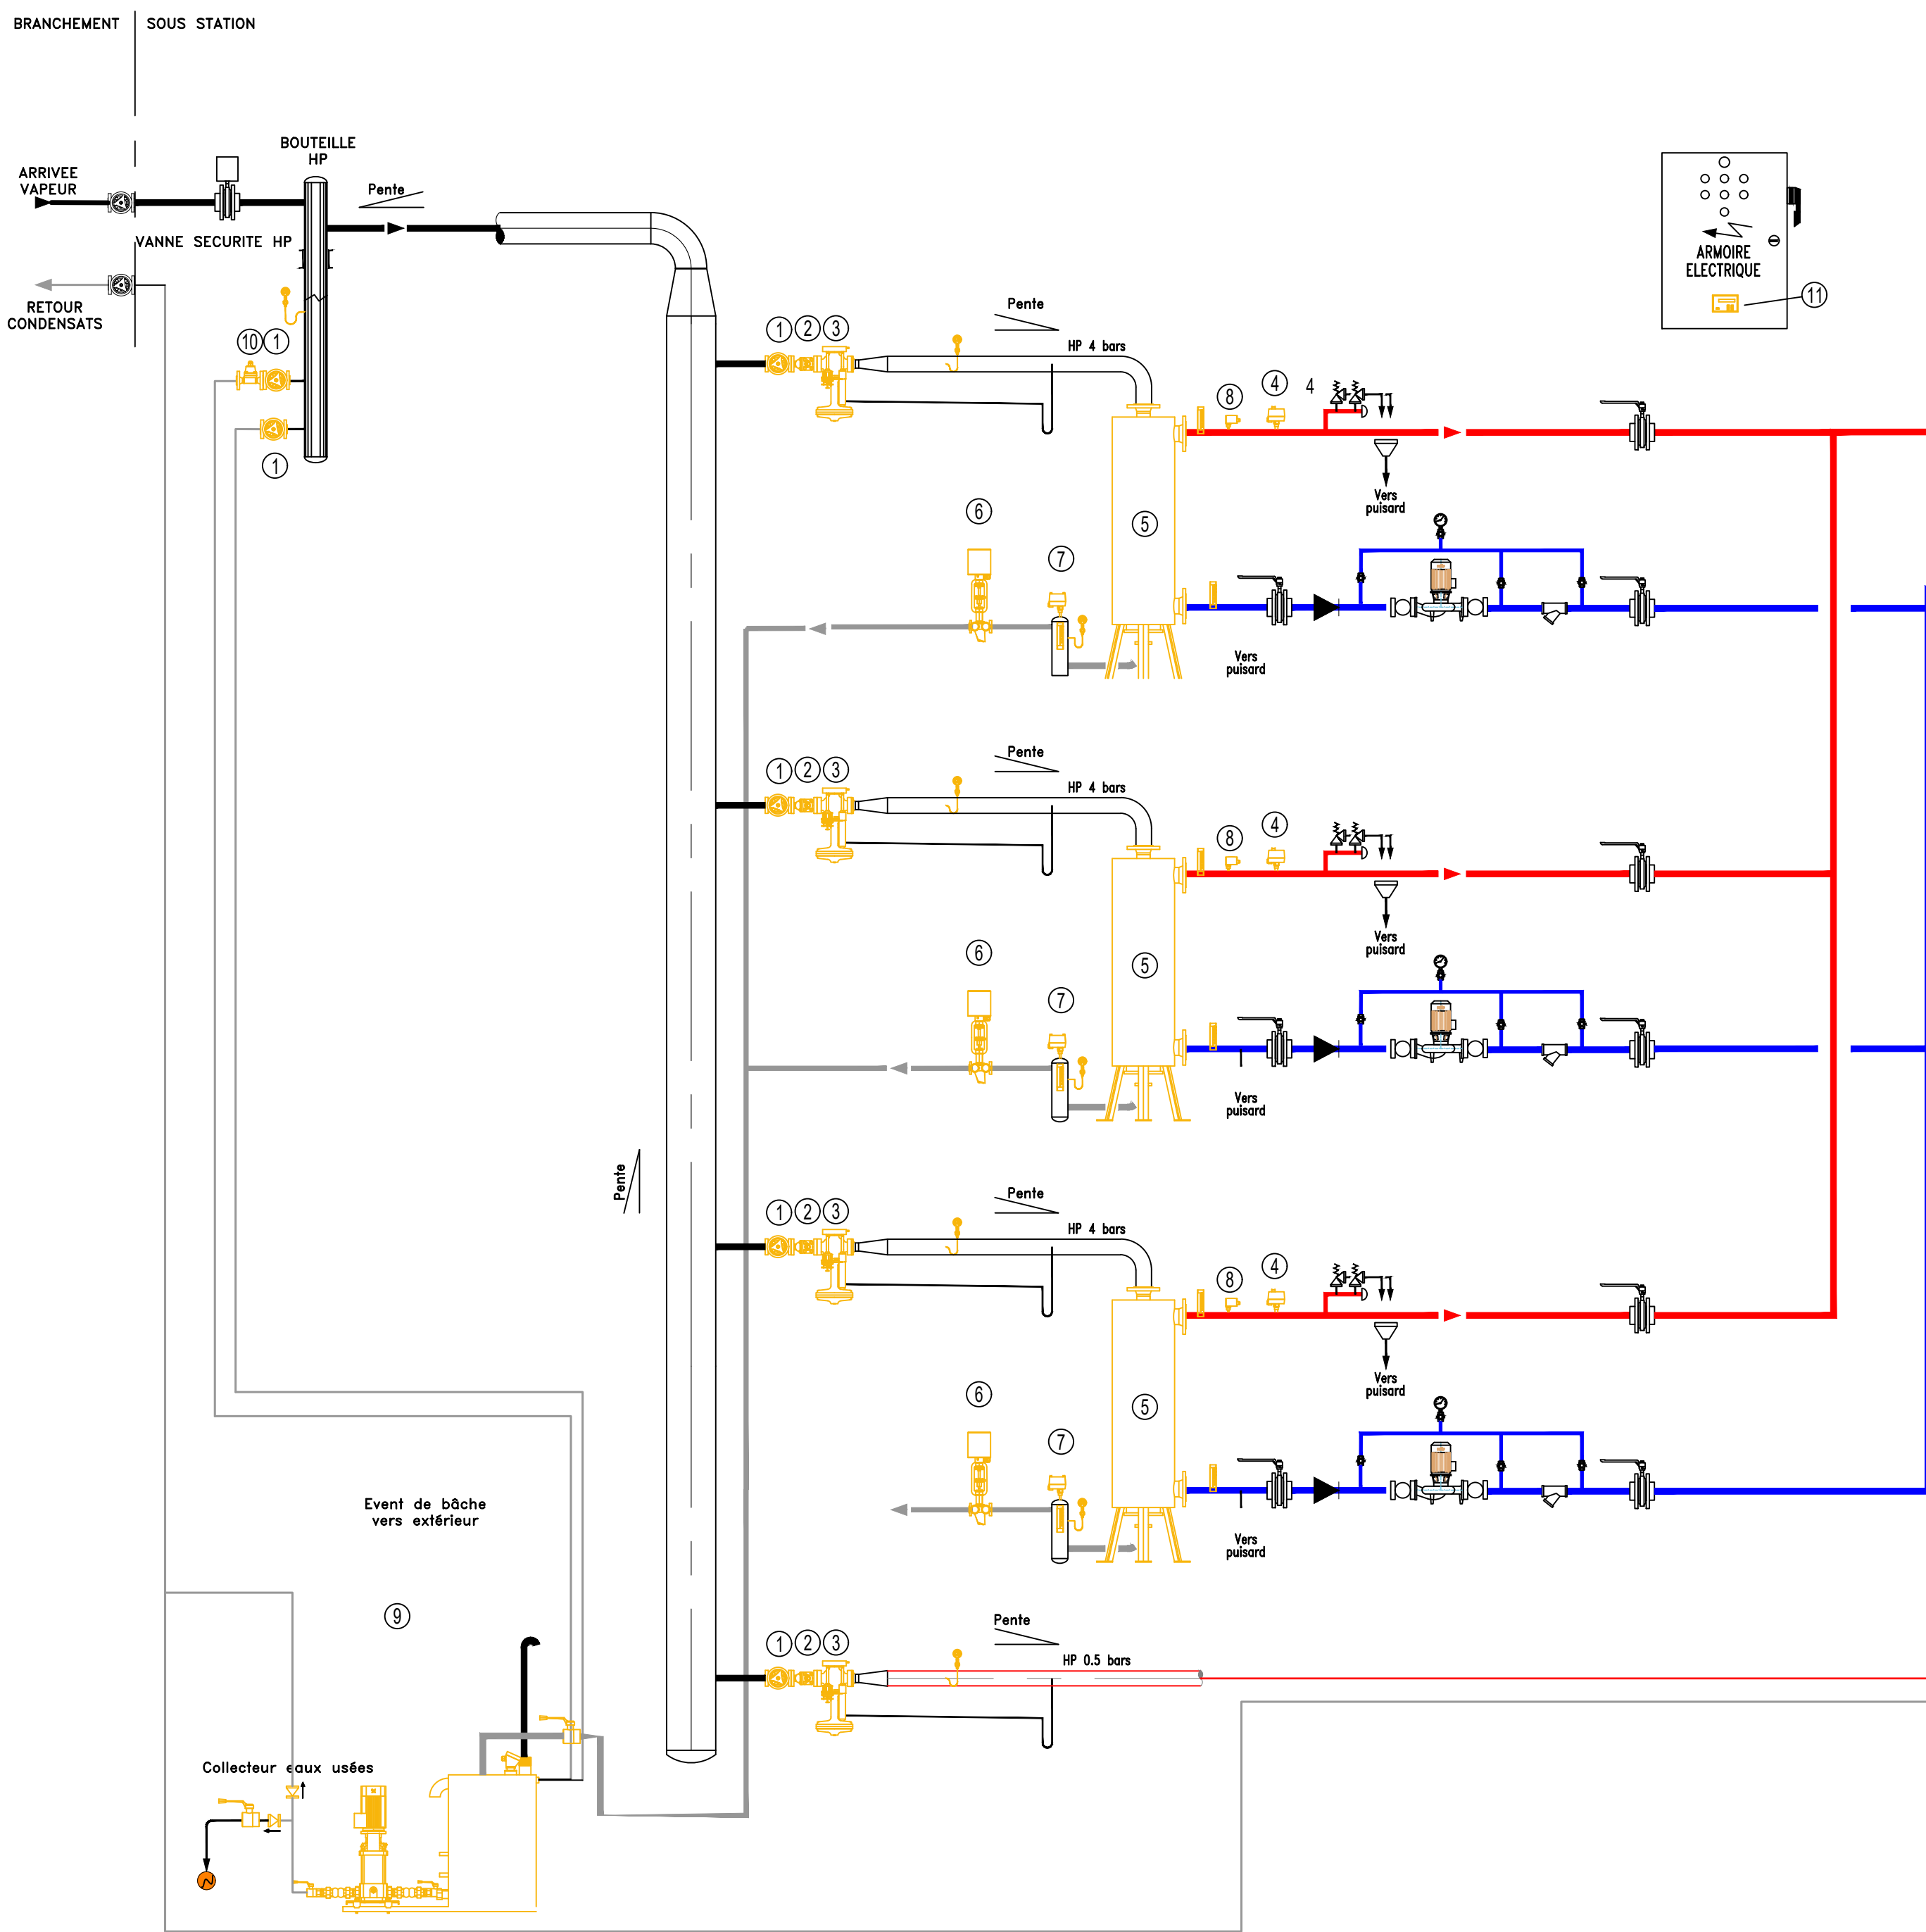 BRANCHEMENT
SOUS STATION
BOUTEILLE
HP
ARRIVEE
VAPEUR
Pente
VANNE SECURITE HP
RETOUR
CONDENSATS
10 1
1
ARMOIRE
ELECTRIQUE
11
Pente
1 2 3
HP 4 bars
8 4 4
Vers
puisard
6
5
7
Vers
puisard
Pente
1 2 3
HP 4 bars
8 4
Vers
puisard
6
5
7
Vers
puisard
Pente
Pente
1 2 3
HP 4 bars
8 4
Vers
puisard
6
5
7
Vers
puisard
Event de bâche
vers extérieur
9
Pente
1 2 3
HP 0.5 bars
Collecteur eaux usées